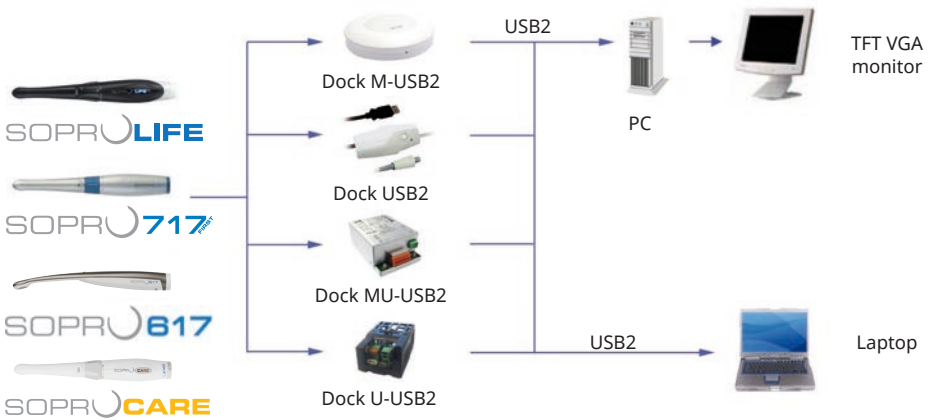 USB2
TFT VGA
monitor
Dock M-USB2
PC
SOPROLIFE
Dock USB2
SOPRO717
FIRST
Dock MU-USB2
SOPRO617
USB2
Laptop
Dock U-USB2
SOPROCARE